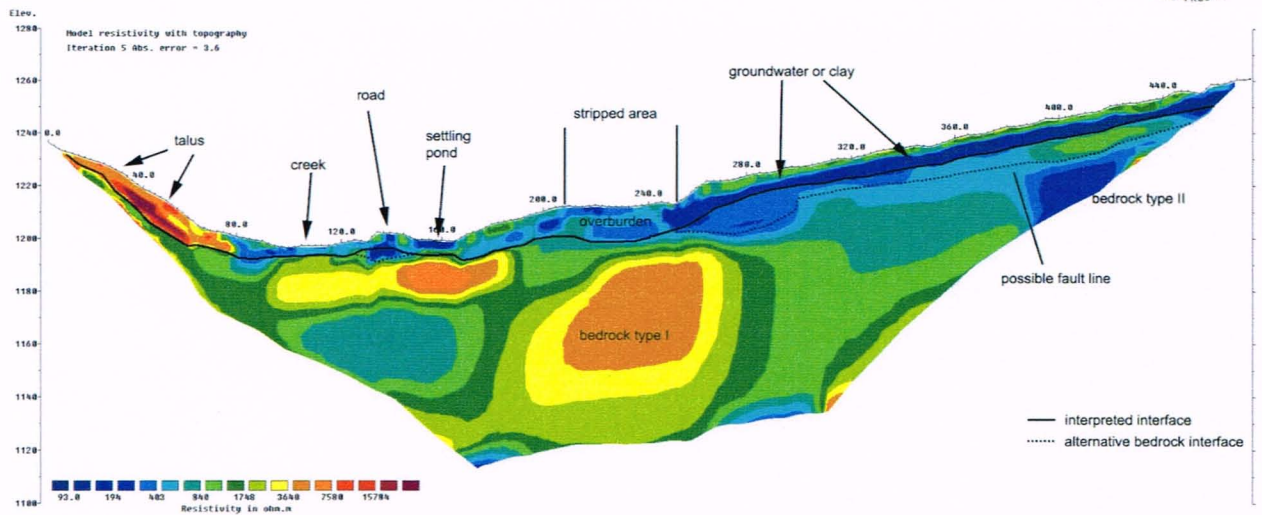 Elev.
1280
Model resistivity with topography
Iteration 5 Abs. error = 3.6
1260
groundwater or clay
440.0
road
stripped area
400.0
1240
0.0
talus
settling
pond
360.0
320.0
creek
280.0
40.0
240.0
1220
200.0
bedrock type II
80.0
120.0
160.0
overburden
1200
possible fault line
1180
bedrock type I
1160
1140
interpreted interface
alternative bedrock interface
1120
1100
93.0 194 403 840 1748 3640 7580 15784
Resistivity in ohm.m